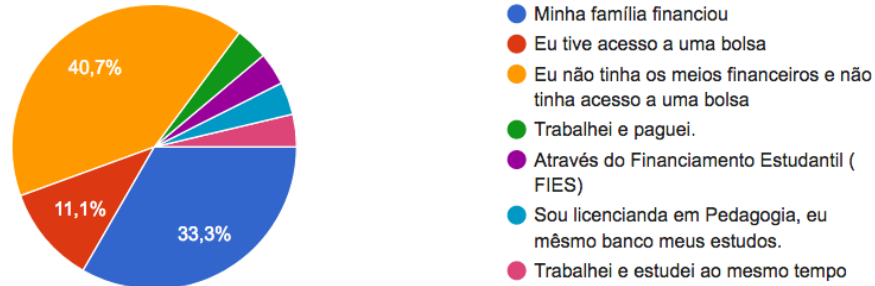 40,7%
11,1%
33,3%
Minha família financiou
Eu tive acesso a uma bolsa
Eu não tinha os meios financeiros e não
tinha acesso a uma bolsa
Trabalhei e paguei.
Através do Financiamento Estudantil (
FIES)
Sou licencianda em Pedagogia, eu
mêsmo banco meus estudos.
Trabalhei e estudei ao mesmo tempo